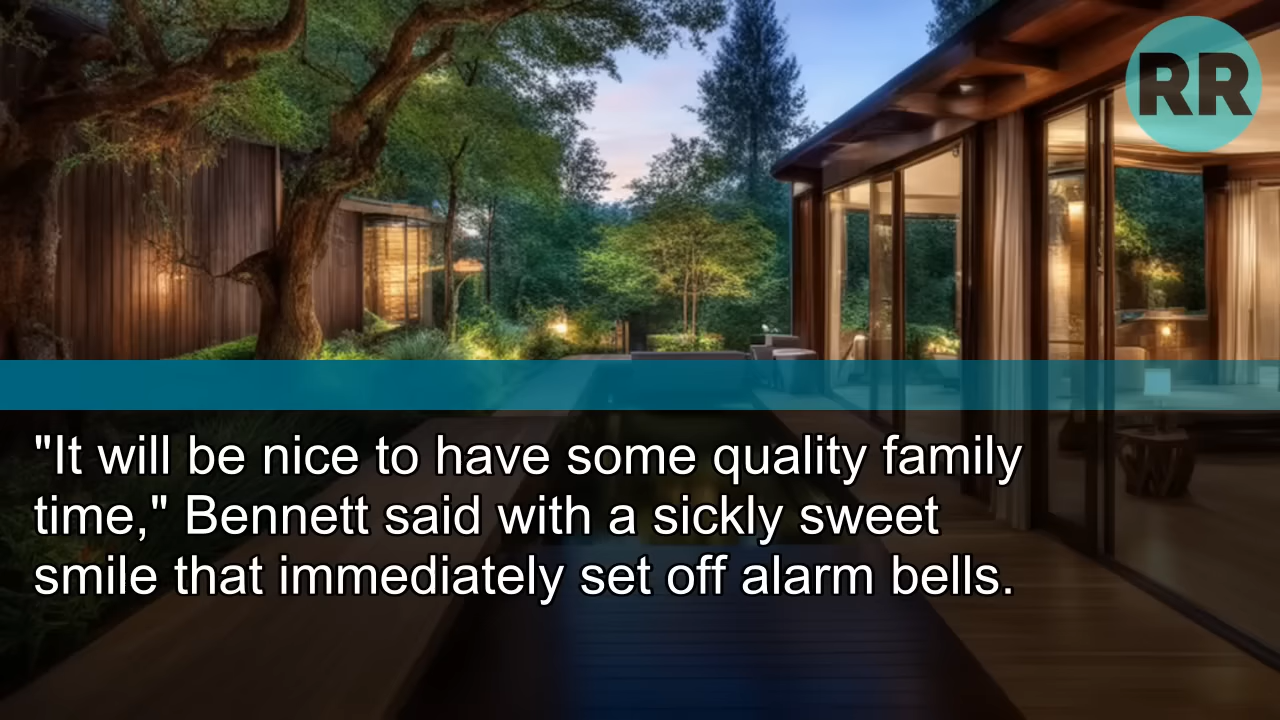 RR
"It will be nice to have some quality family
time," Bennett said with a sickly sweet
smile that immediately set off alarm bells.